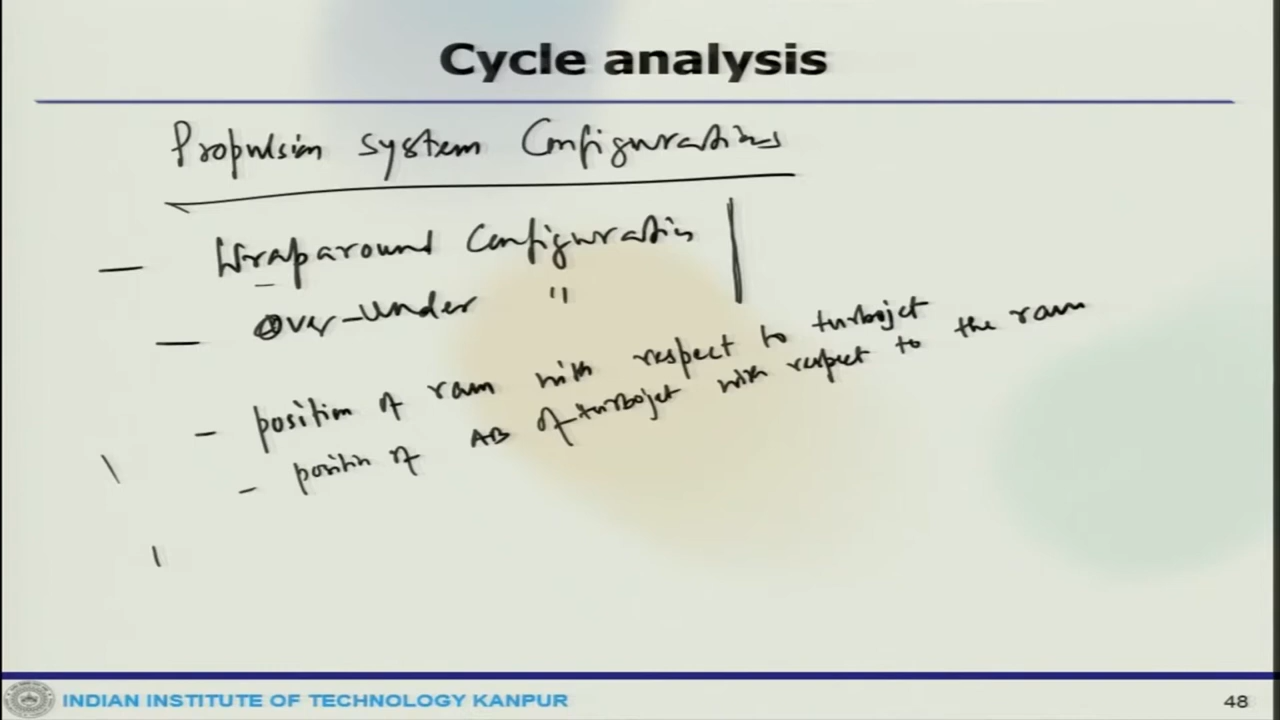 Cycle analysis
Propulsion system Configurations
— Wraparound Configuration
— Over-Under "
- position of ram with respect to turbojet
- position of AB of turbojet with respect to the ram
INDIAN INSTITUTE OF TECHNOLOGY KANPUR
48